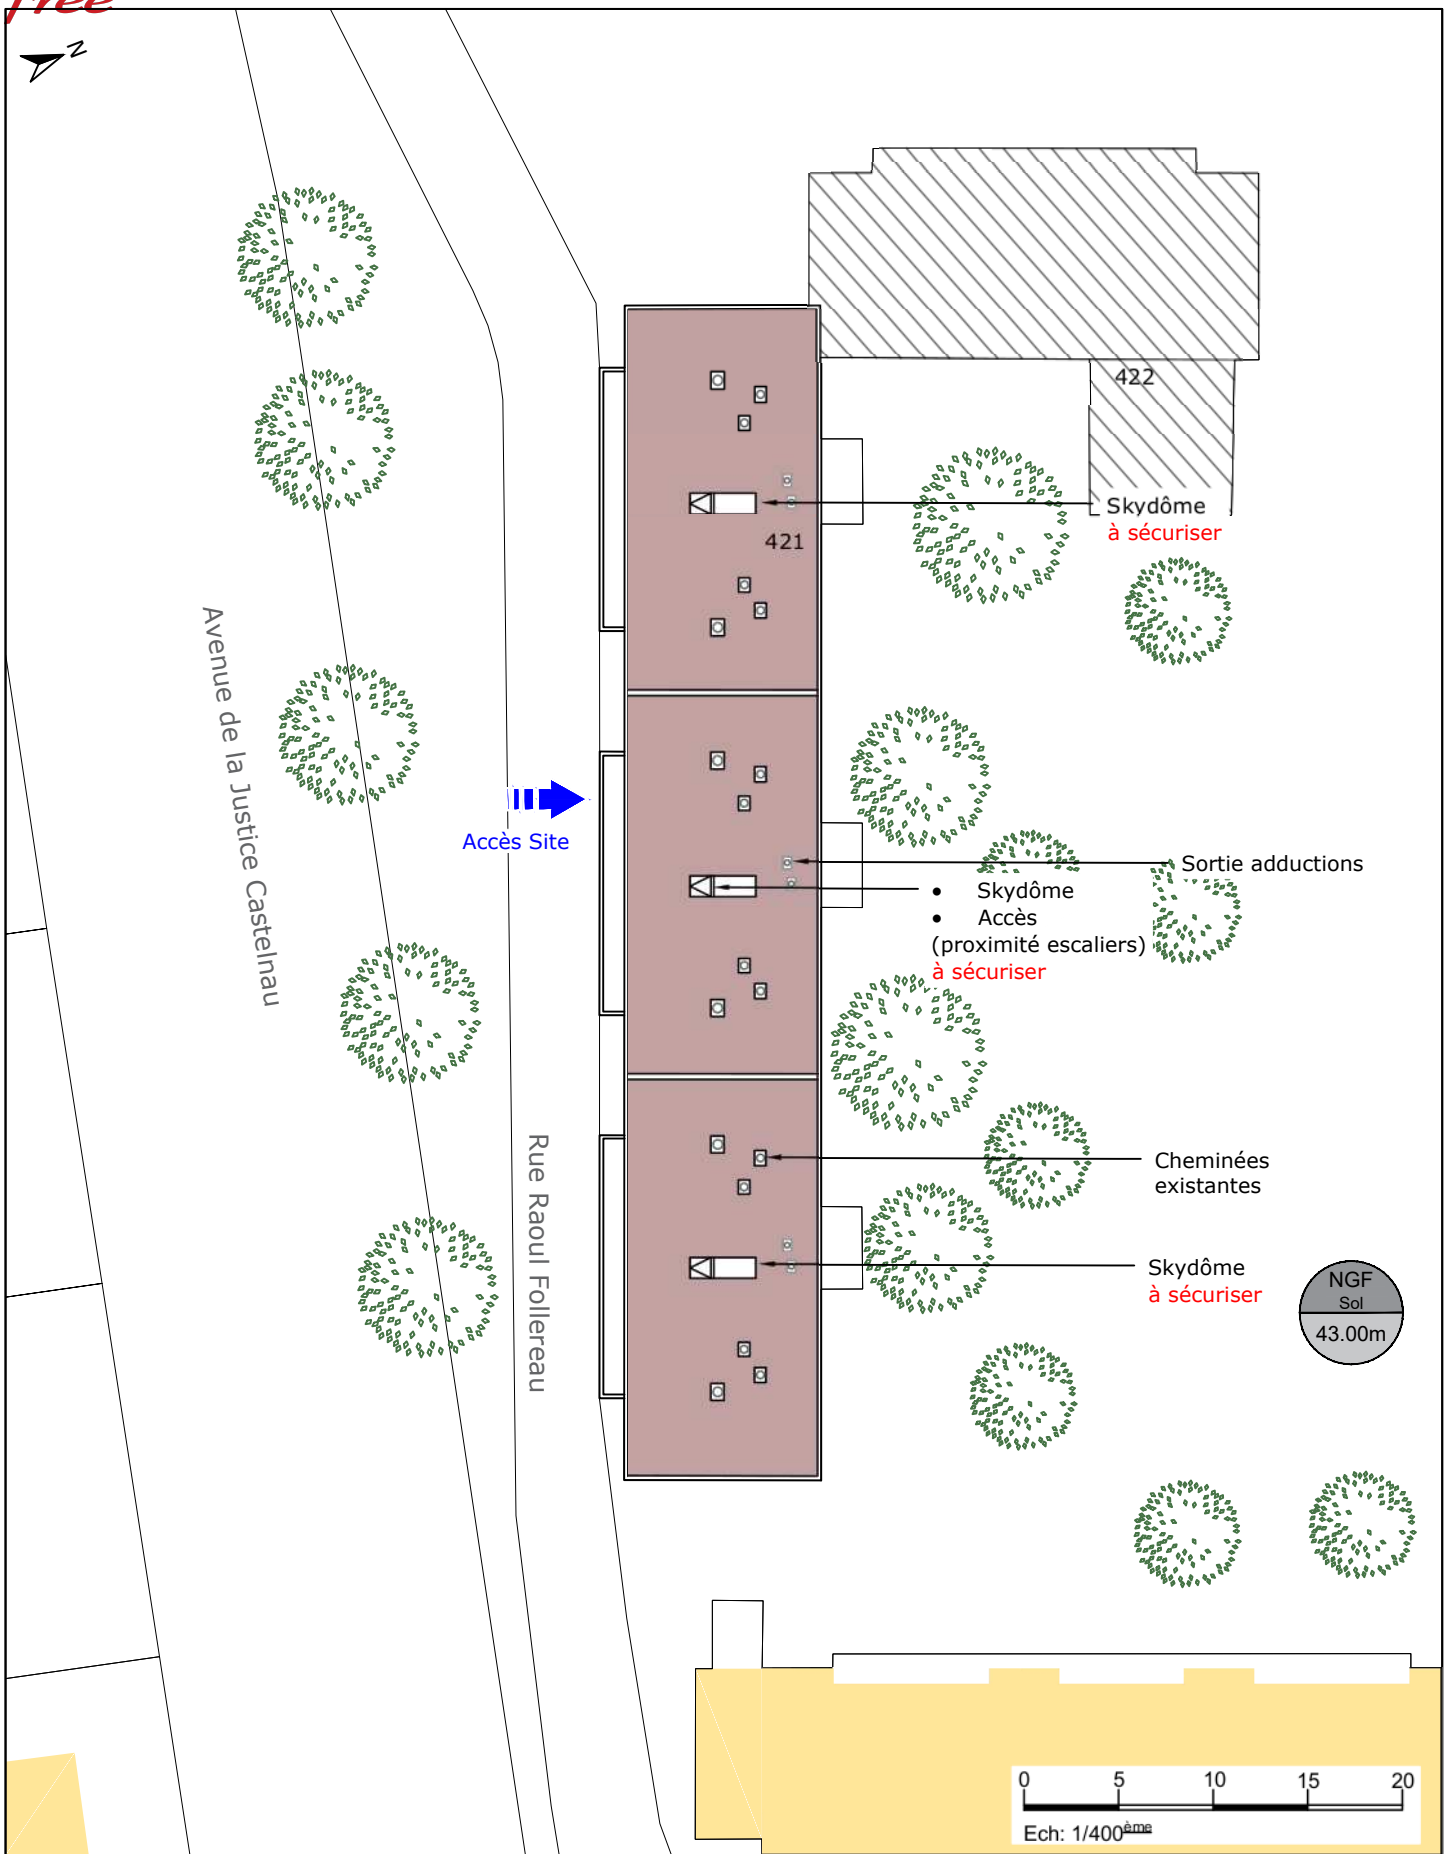 free
N
422
Skydôme
à sécuriser
421
Avenue de la Justice Castelnau
Accès Site
Sortie adductions
• Skydôme
• Accès
(proximité escaliers)
à sécuriser
Rue Raoul Follereau
Cheminées
existantes
Skydôme
à sécuriser
NGF
Sol
43.00m
0 5 10 15 20
Ech: 1/400ème